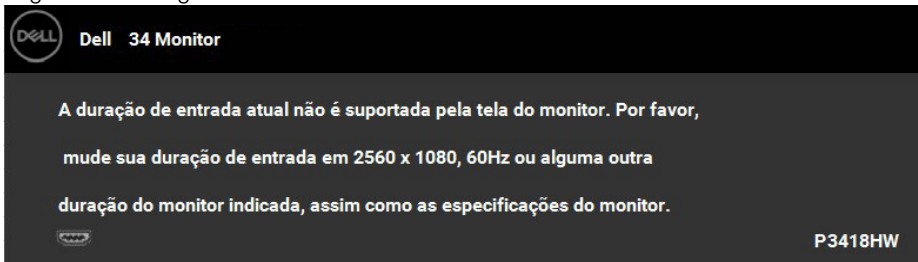 DELL
Dell 34 Monitor
A duração de entrada atual não é suportada pela tela do monitor. Por favor,
mude sua duração de entrada em 2560 x 1080, 60Hz ou alguma outra
duração do monitor indicada, assim como as especificações do monitor.
P3418HW